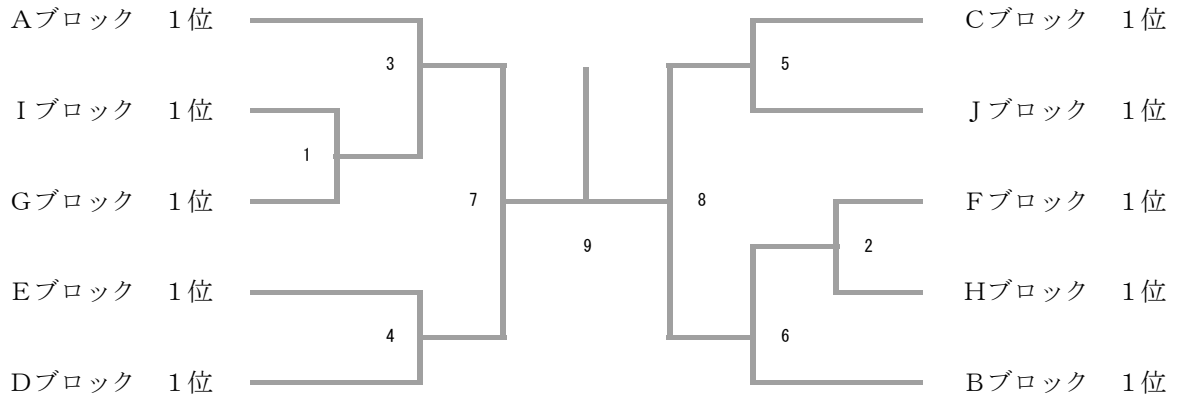 Aブロック　1位
Cブロック　1位
3
5
Iブロック　1位
Jブロック　1位
1
Gブロック　1位
7
8
Fブロック　1位
9
2
Eブロック　1位
Hブロック　1位
4
6
Dブロック　1位
Bブロック　1位